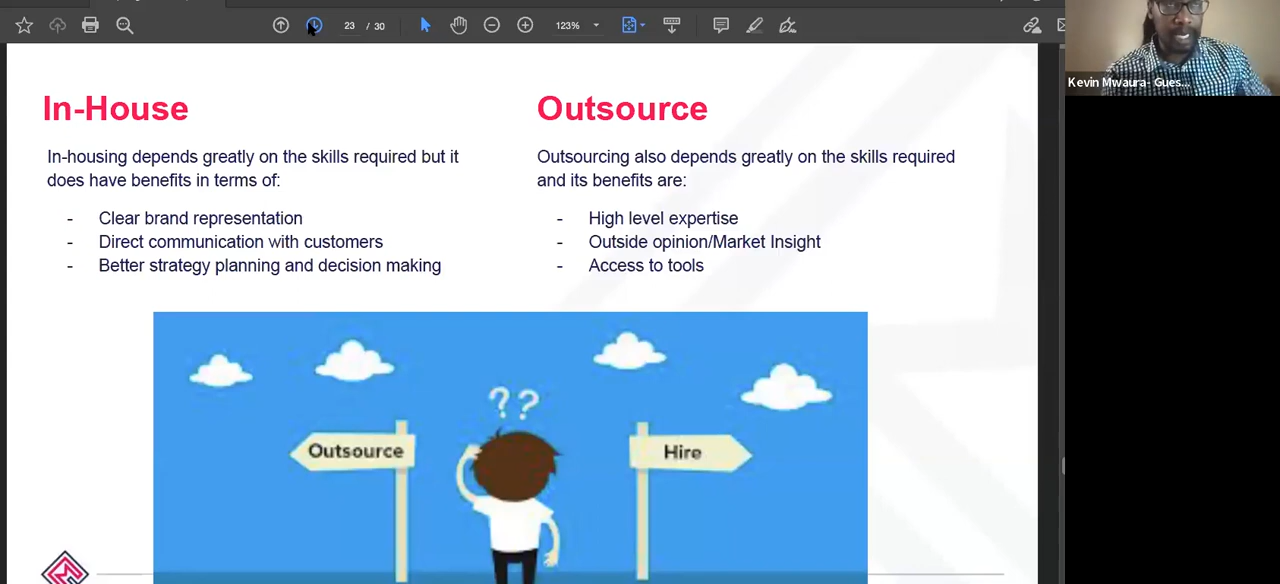 23 / 30
123%
Kevin Mwaura- Gues...
In-House
In-housing depends greatly on the skills required but it
does have benefits in terms of:
- Clear brand representation
- Direct communication with customers
- Better strategy planning and decision making
Outsource
Outsourcing also depends greatly on the skills required
and its benefits are:
- High level expertise
- Outside opinion/Market Insight
- Access to tools
??
Outsource
Hire